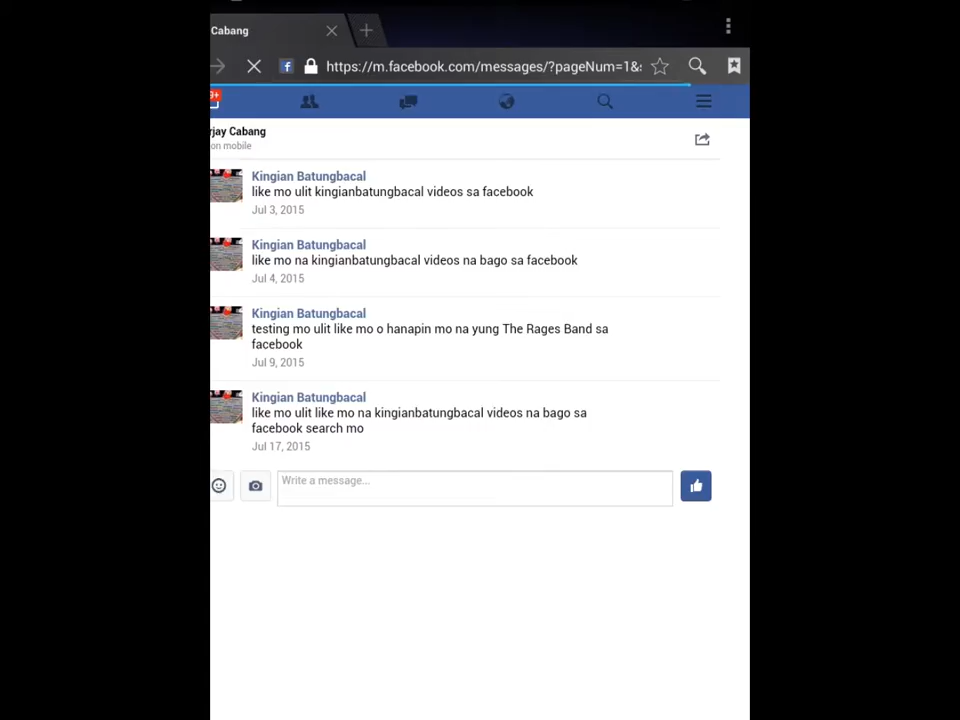 Cabang
https://m.facebook.com/messages/?pageNum=1&
9+
rjay Cabang
on mobile
Kingian Batungbacal
like mo ulit kingianbatungbacal videos sa facebook
Jul 3, 2015
Kingian Batungbacal
like mo na kingianbatungbacal videos na bago sa facebook
Jul 4, 2015
Kingian Batungbacal
testing mo ulit like mo o hanapin mo na yung The Rages Band sa
facebook
Jul 9, 2015
Kingian Batungbacal
like mo ulit like mo na kingianbatungbacal videos na bago sa
facebook search mo
Jul 17, 2015
Write a message...